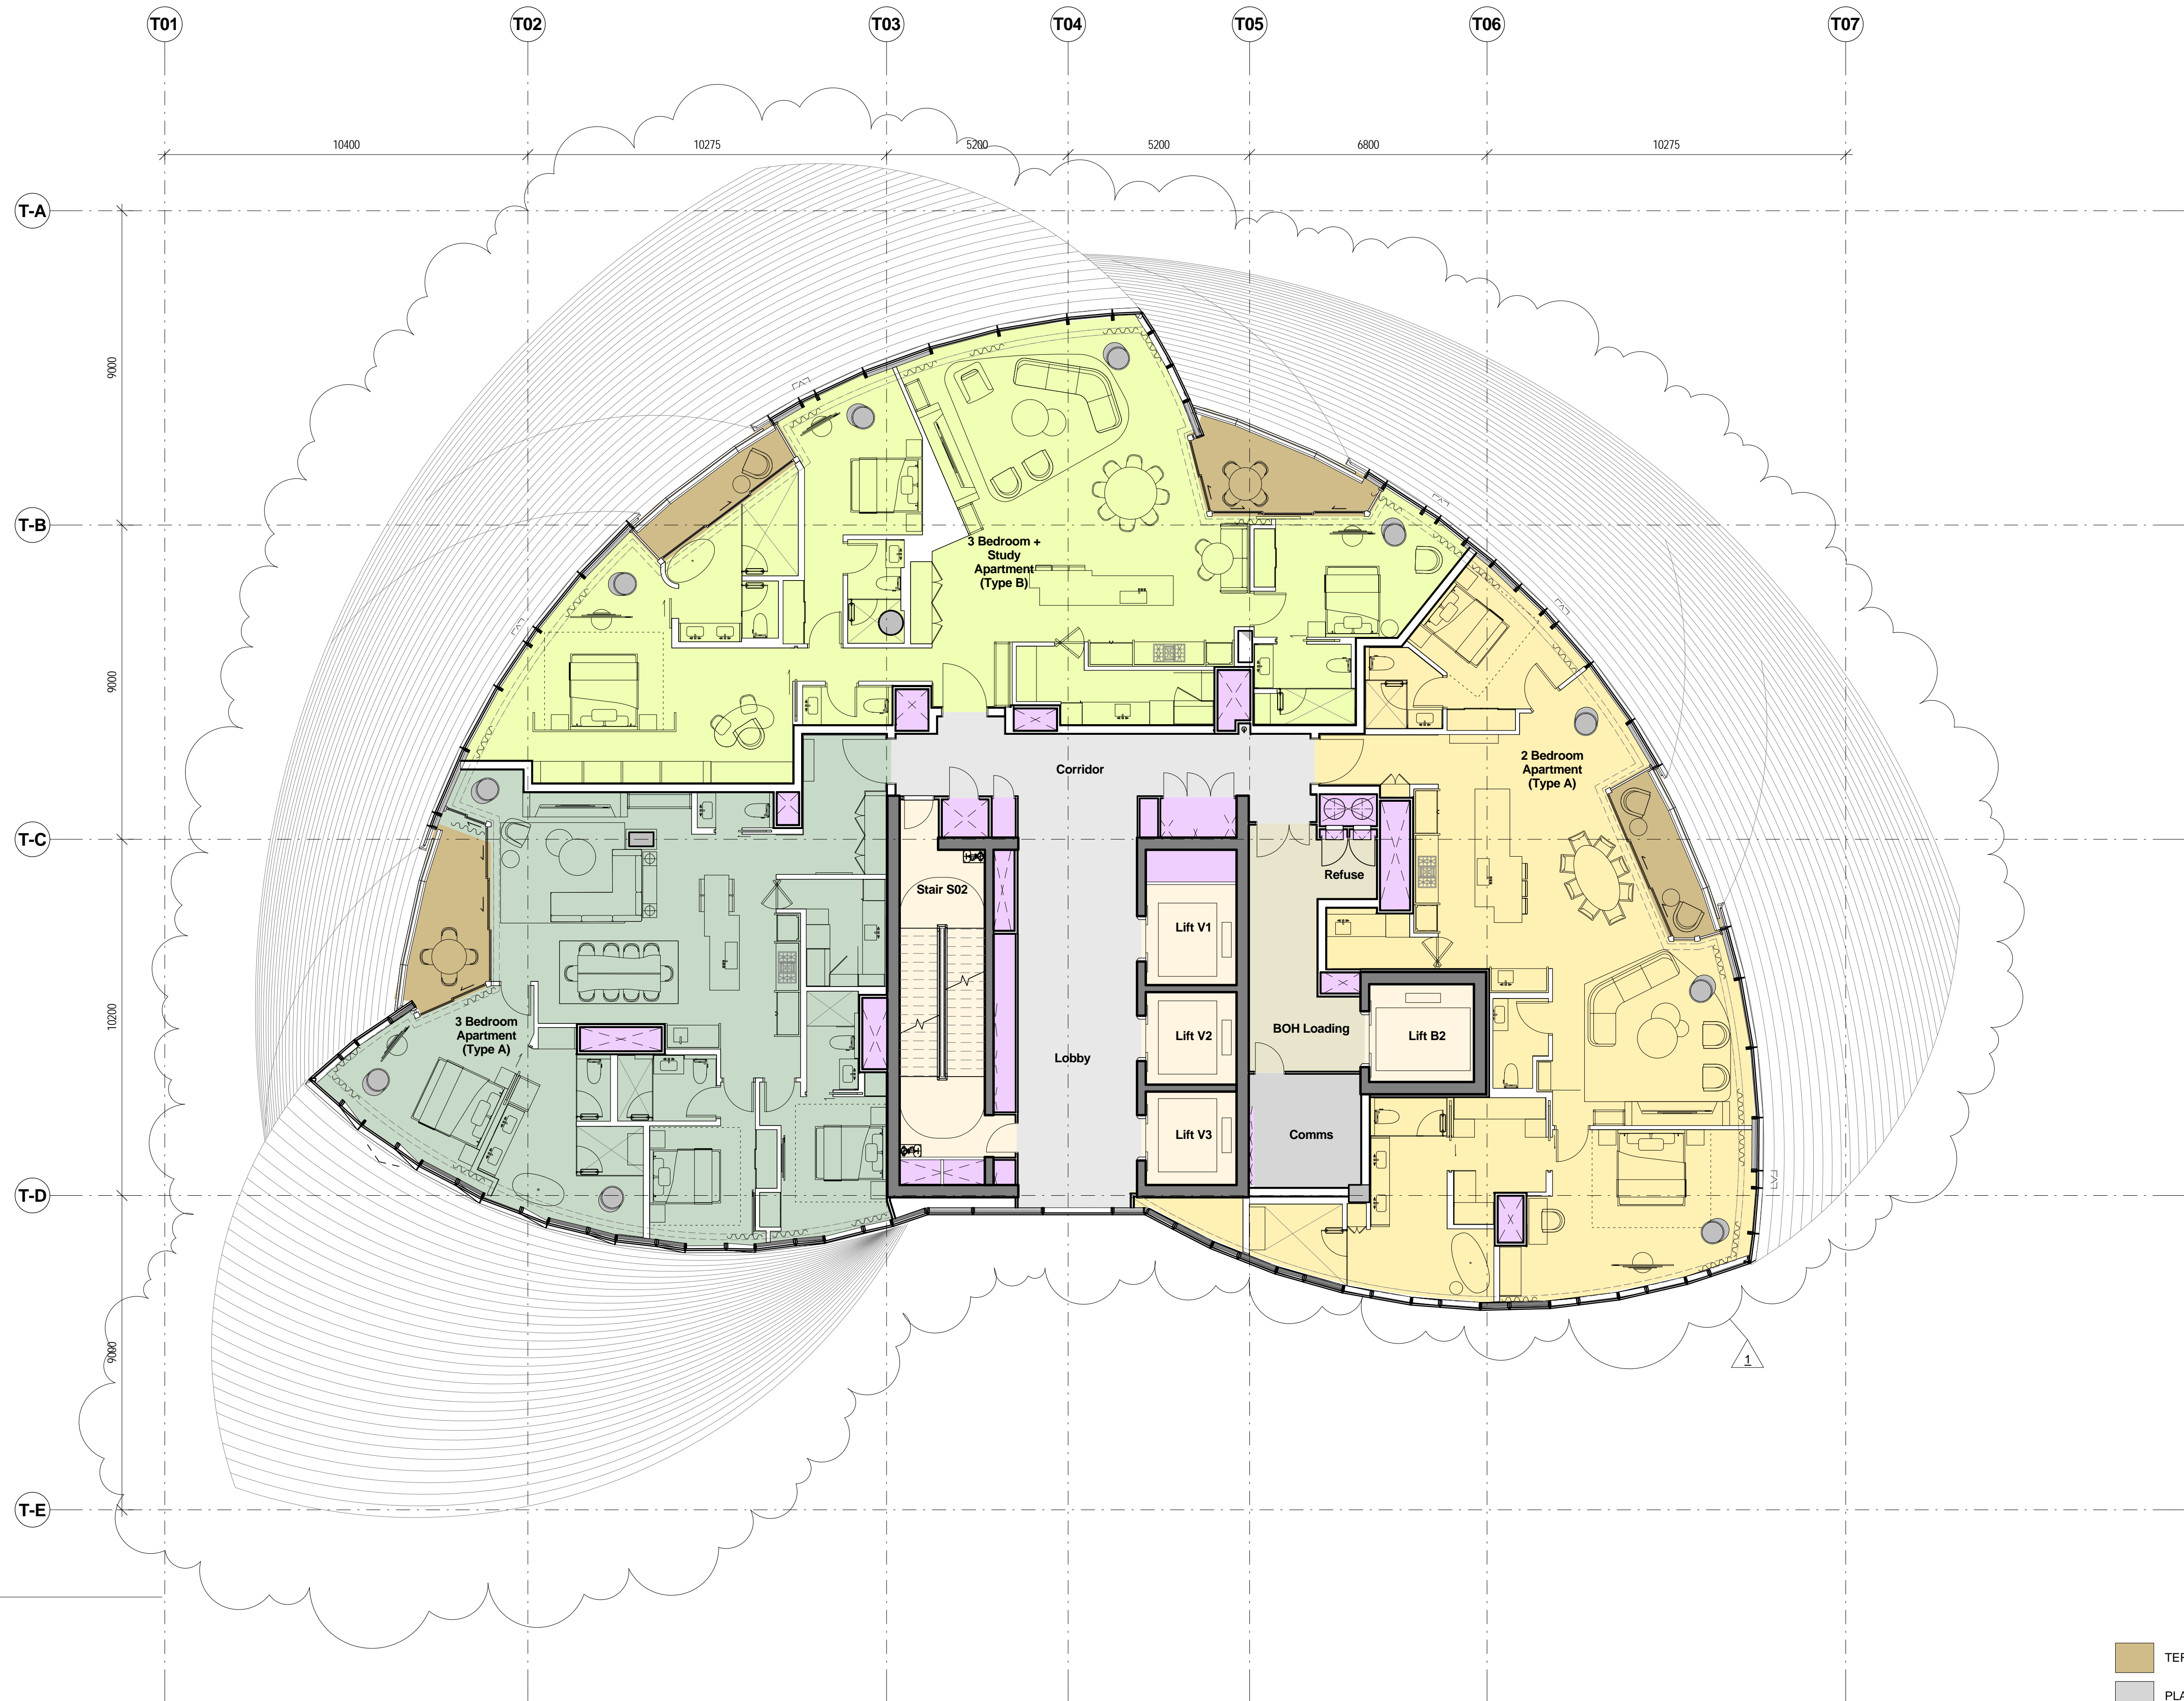 T01 T02 T03 T04 T05 T06 T07
10400 10275 5200 5200 6800 10275
T-A
9000
T-B
3 Bedroom +
Study
Apartment
(Type B)
9000
2 Bedroom
Apartment
(Type A)
Corridor
T-C
Refuse
Stair S02
Lift V1
10200
3 Bedroom
Apartment
(Type A)
Lift V2
BOH Loading
Lift B2
Lobby
Lift V3
Comms
T-D
9090
1
T-E
TER
PLA